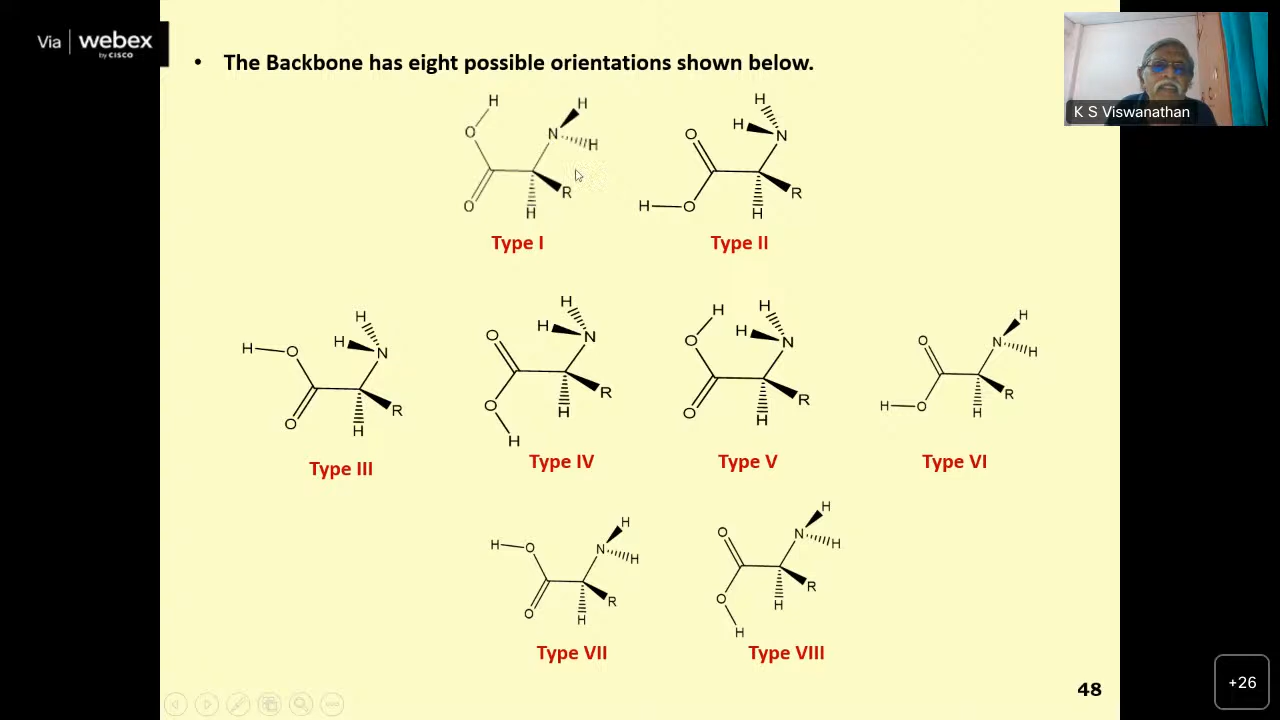 Via | webex
by CISCO
K S Viswanathan
• The Backbone has eight possible orientations shown below.
H O O N H H H R
Type I
O H O N H H H R
Type II
H O O N H H H R
Type III
O O H N H H H R
Type IV
H O O N H H H R
Type V
O H O N H H H R
Type VI
H O O N H H H R
Type VII
O O H N H H H R
Type VIII
48
+26